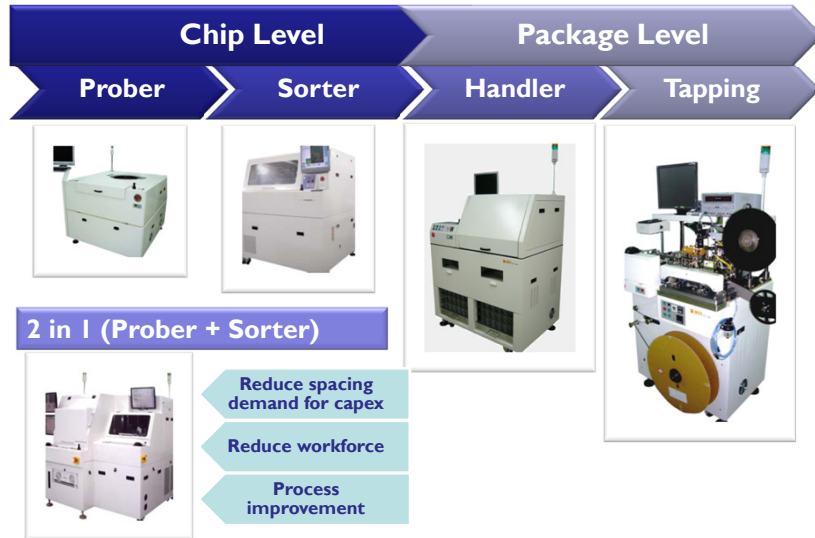 Chip Level
Package Level
Prober
Sorter
Handler
Tapping
2 in 1 (Prober + Sorter)
Reduce spacing
demand for capex
Reduce workforce
Process
improvement